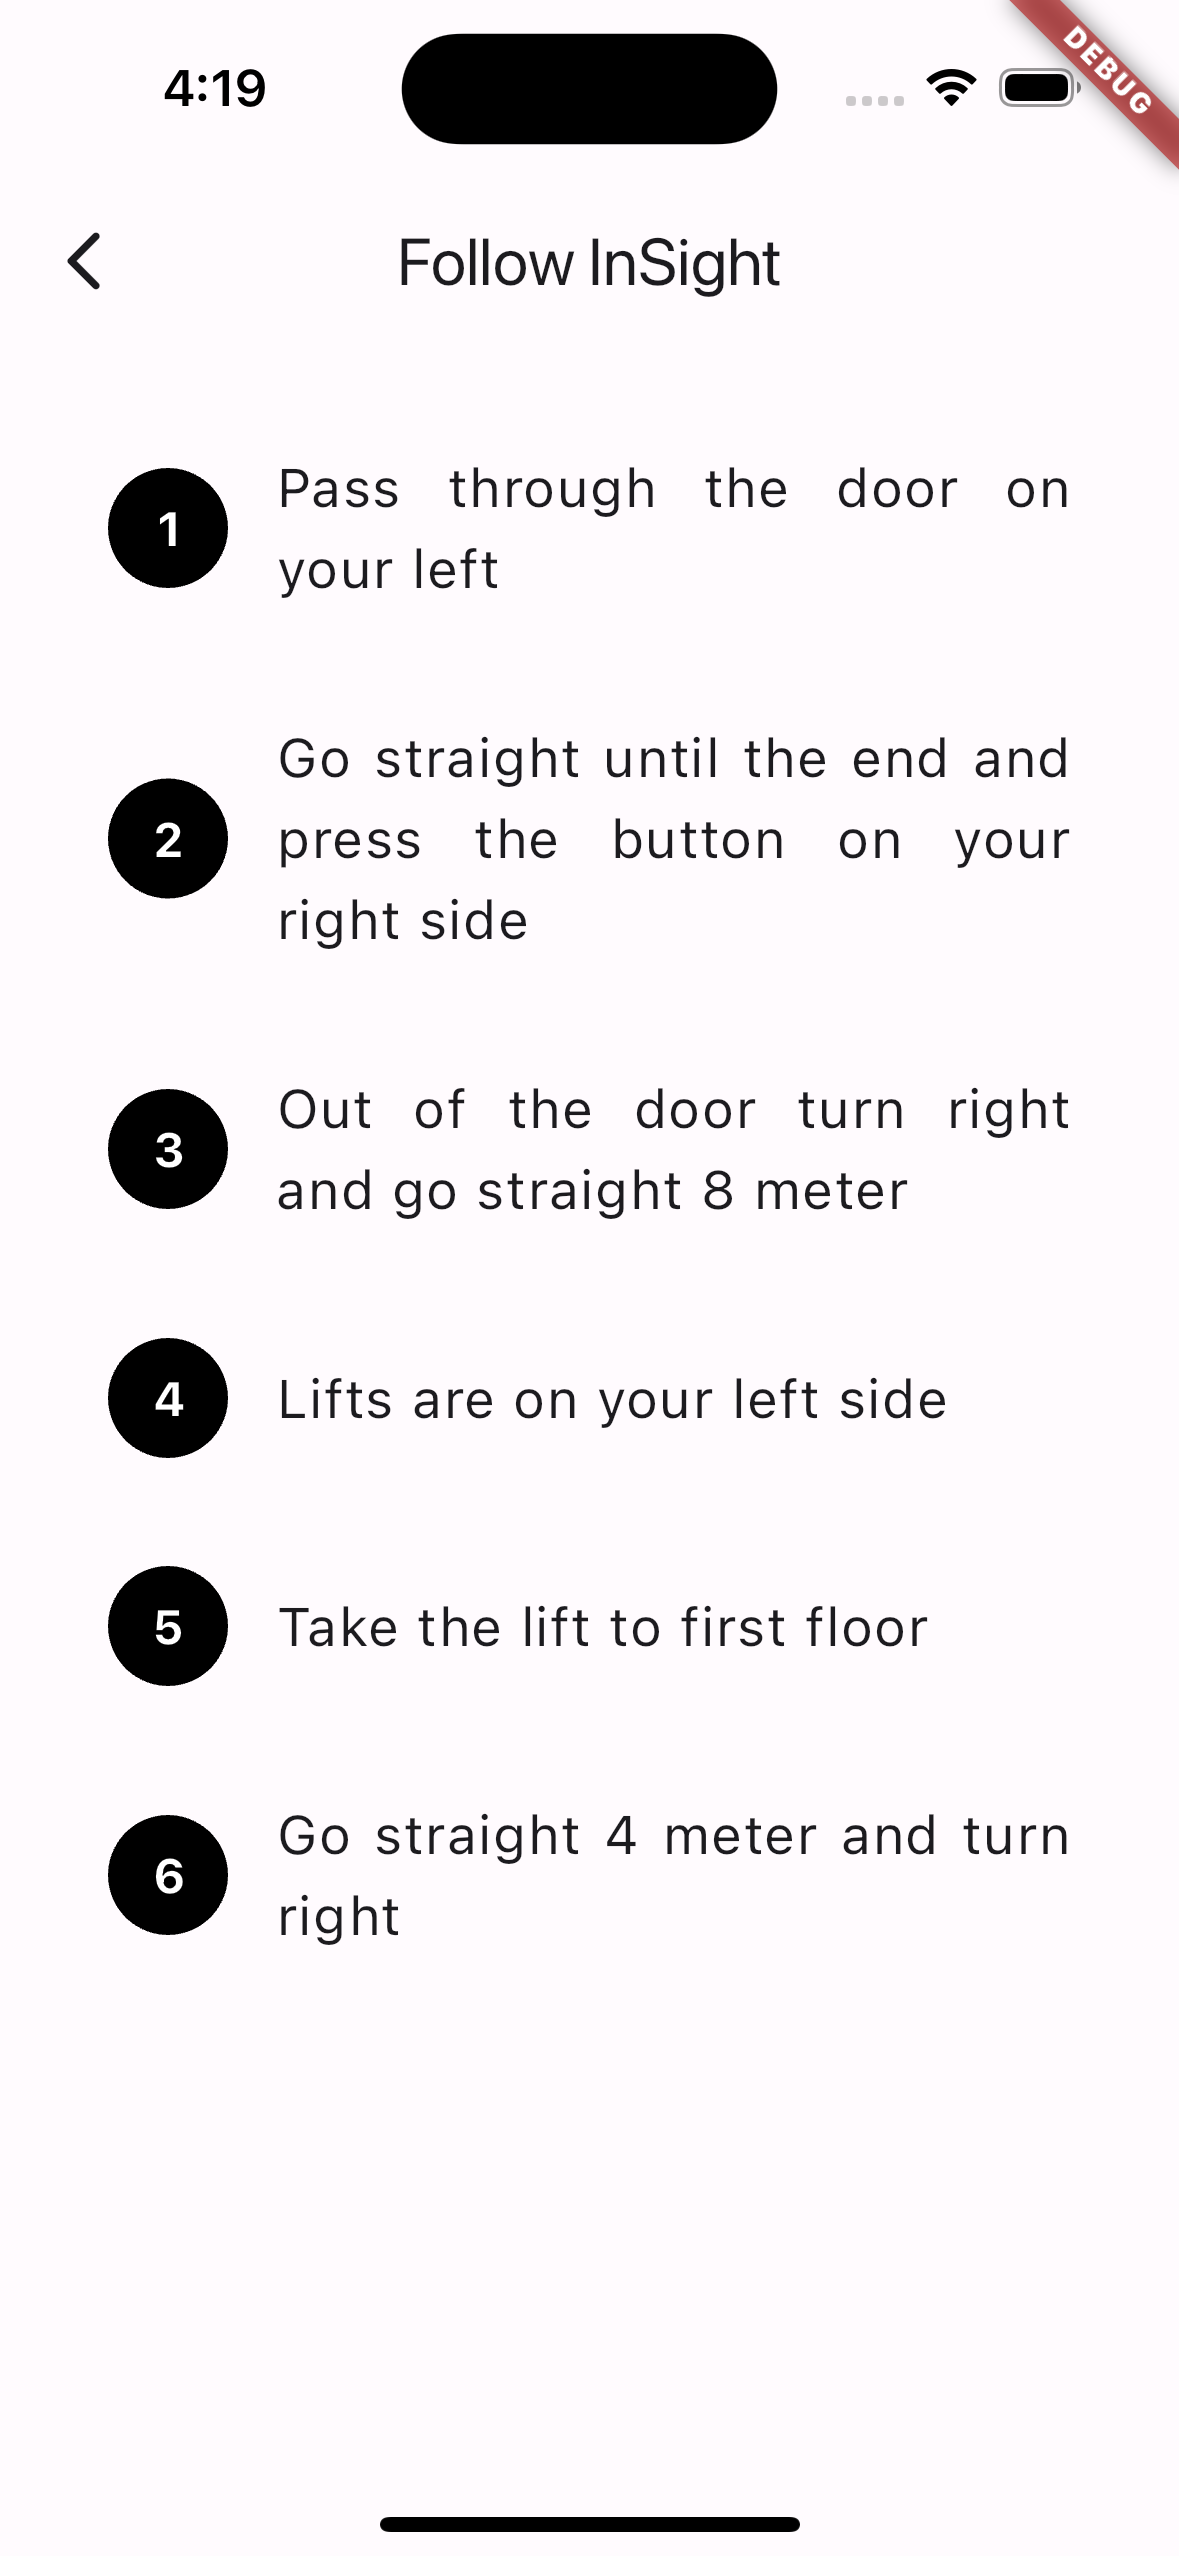 4:19
DEBUG
Follow InSight
1
Pass through the door on
your left
2
Go straight until the end and
press the button on your
right side
3
Out of the door turn right
and go straight 8 meter
4
Lifts are on your left side
5
Take the lift to first floor
6
Go straight 4 meter and turn
right